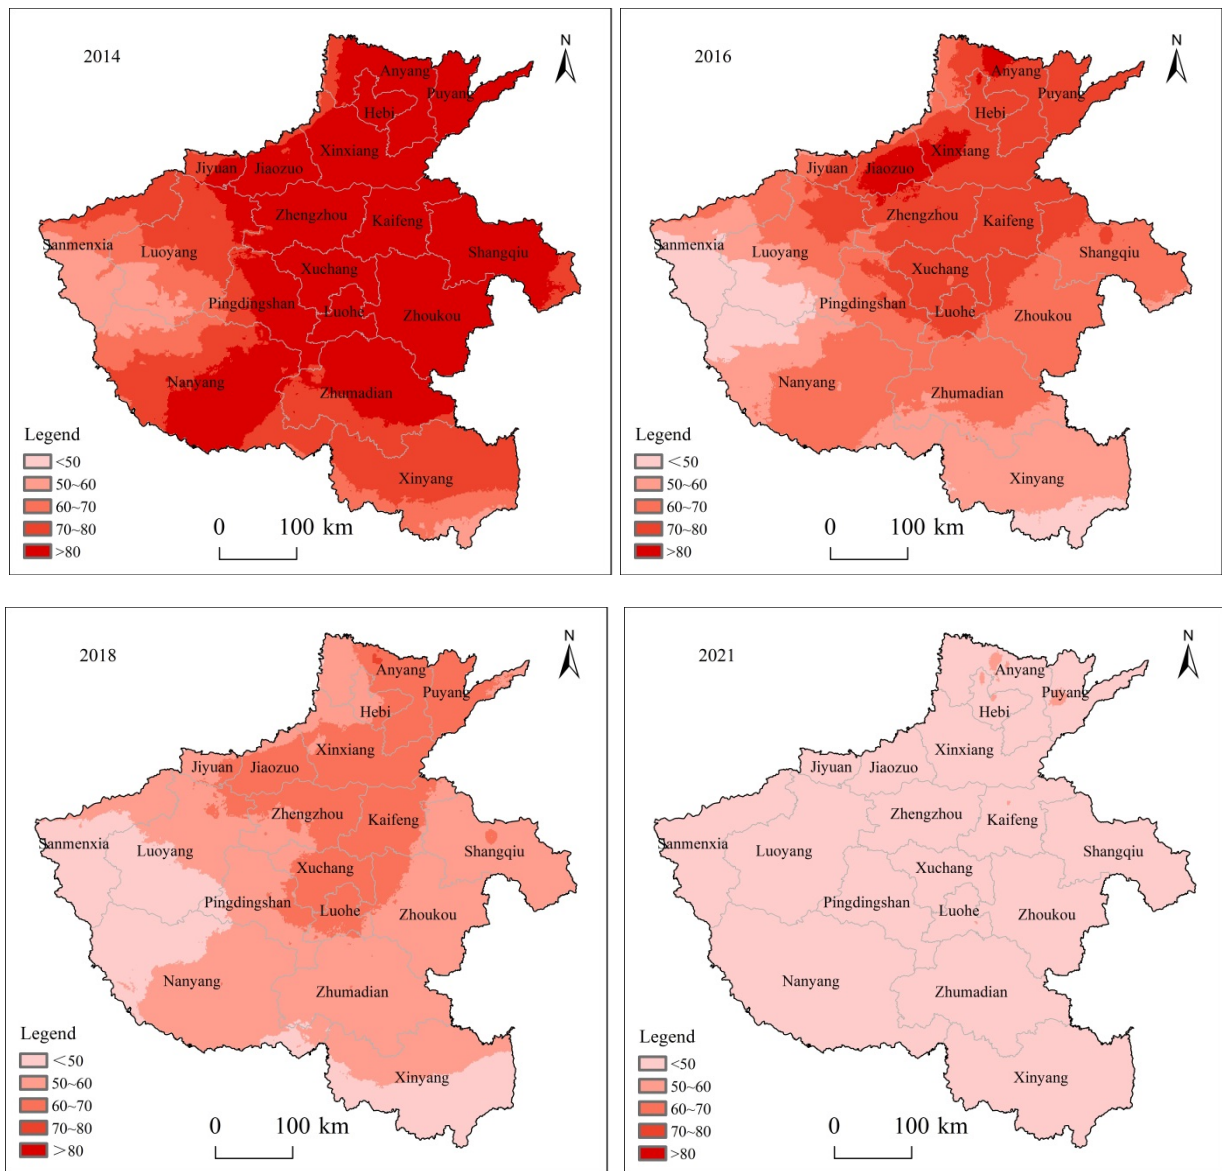 2014
N
Anyang
Puyang
Hebi
Xinxiang
Jiyuan
Jiaozuo
Zhengzhou
Kaifeng
Sanmenxia
Luoyang
Shangqiu
Xuchang
Pingdingshan
Luohe
Zhoukou
Nanyang
Zhumadian
Xinyang
Legend
<50
50~60
60~70
70~80
>80
0 100 km
2016
N
Anyang
Puyang
Hebi
Xinxiang
Jiyuan
Jiaozuo
Zhengzhou
Kaifeng
Sanmenxia
Luoyang
Shangqiu
Xuchang
Pingdingshan
Luohe
Zhoukou
Nanyang
Zhumadian
Xinyang
Legend
<50
50~60
60~70
70~80
>80
0 100 km
2018
N
Anyang
Puyang
Hebi
Xinxiang
Jiyuan
Jiaozuo
Zhengzhou
Kaifeng
Sanmenxia
Luoyang
Shangqiu
Xuchang
Pingdingshan
Luohe
Zhoukou
Nanyang
Zhumadian
Xinyang
Legend
<50
50~60
60~70
70~80
>80
0 100 km
2021
N
Anyang
Puyang
Hebi
Xinxiang
Jiyuan
Jiaozuo
Zhengzhou
Kaifeng
Sanmenxia
Luoyang
Shangqiu
Xuchang
Pingdingshan
Luohe
Zhoukou
Nanyang
Zhumadian
Xinyang
Legend
<50
50~60
60~70
70~80
>80
0 100 km